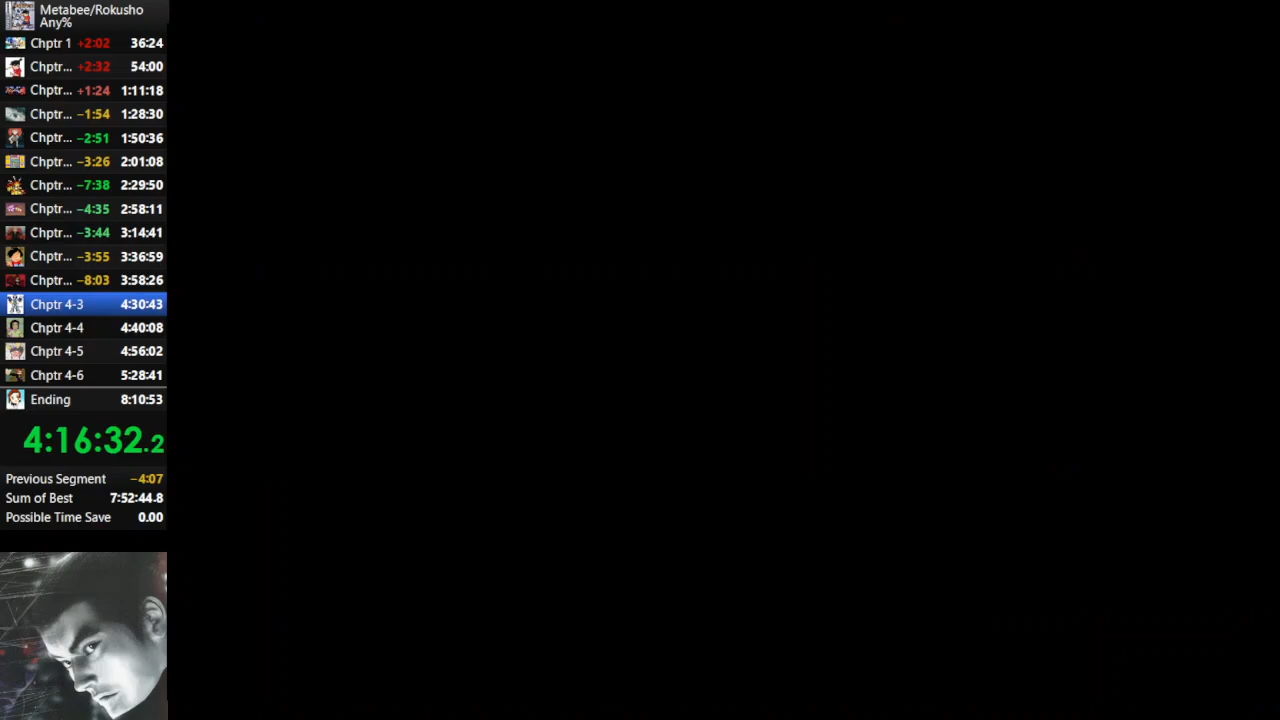 Metabee/Rokusho
Any%
Chptr 1 +2:02 36:24
Chptr... +2:32 54:00
Chptr... +1:24 1:11:18
Chptr... −1:54 1:28:30
Chptr... −2:51 1:50:36
Chptr... −3:26 2:01:08
Chptr... −7:38 2:29:50
Chptr... −4:35 2:58:11
Chptr... −3:44 3:14:41
Chptr... −3:55 3:36:59
Chptr... −8:03 3:58:26
Chptr 4-3 4:30:43
Chptr 4-4 4:40:08
Chptr 4-5 4:56:02
Chptr 4-6 5:28:41
Ending 8:10:53
4:16:32.2
Previous Segment −4:07
Sum of Best 7:52:44.8
Possible Time Save 0.00